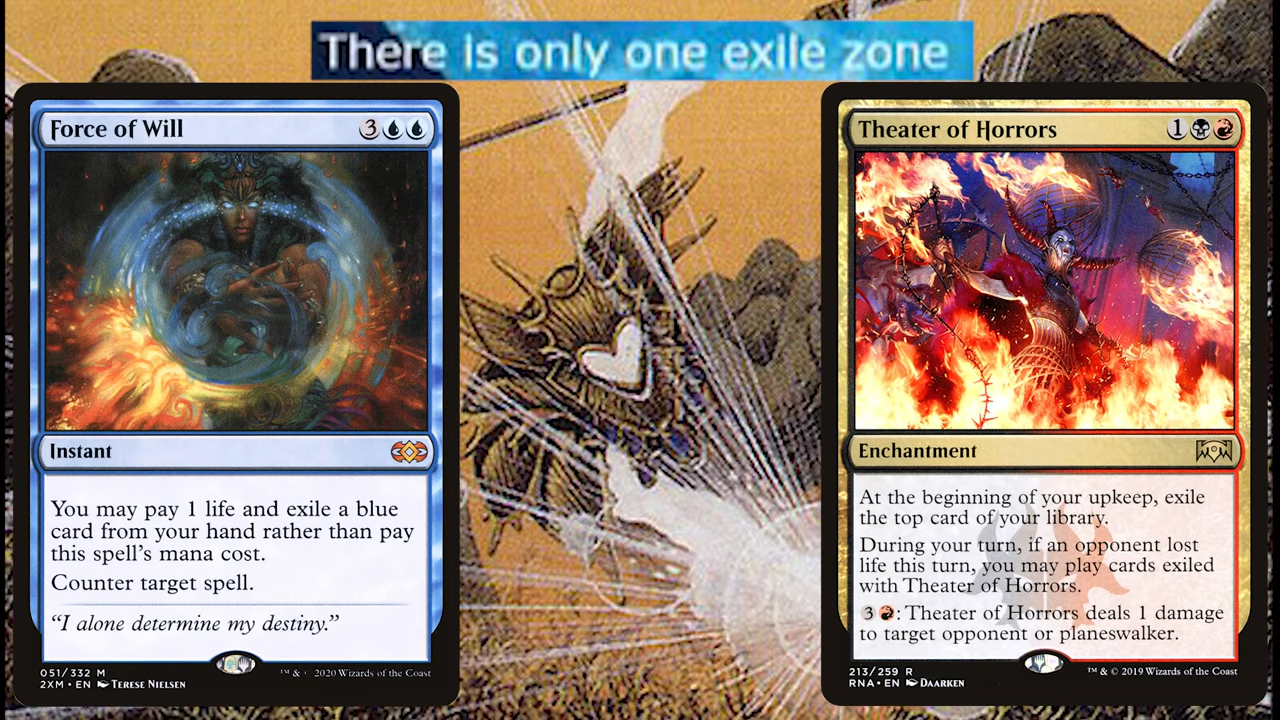 There is only one exile zone
Force of Will 3
Instant
You may pay 1 life and exile a blue
card from your hand rather than pay
this spell's mana cost.
Counter target spell.
“I alone determine my destiny.”
051/332 M
2XM • EN Terese Nielsen
™ & © 2020 Wizards of the Coast
Theater of Horrors 1
Enchantment
At the beginning of your upkeep, exile
the top card of your library.
During your turn, if an opponent lost
life this turn, you may play cards exiled
with Theater of Horrors.
3 : Theater of Horrors deals 1 damage
to target opponent or planeswalker.
213/259 R
RNA • EN Daarken
™ & © 2019 Wizards of the Coast